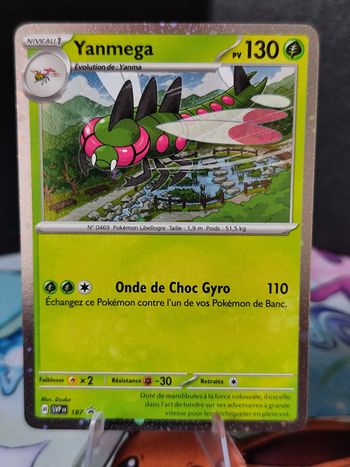 NIVEAU 1
Yanmega
PV 130
Évolution de : Yanma
N° 0469 Pokémon Libellogre Taille : 1,9 m Poids : 51,5 kg
Onde de Choc Gyro 110
Échangez ce Pokémon contre l'un de vos Pokémon de Banc.
Faiblesse ×2 Résistance -30 Retraite
Illus. Dsuke
SVP FR 187
Doté de mandibules à la force colossale, il excelle
dans l'art de fondre sur ses adversaires à grande
vitesse pour les déchiqueter en plein vol.